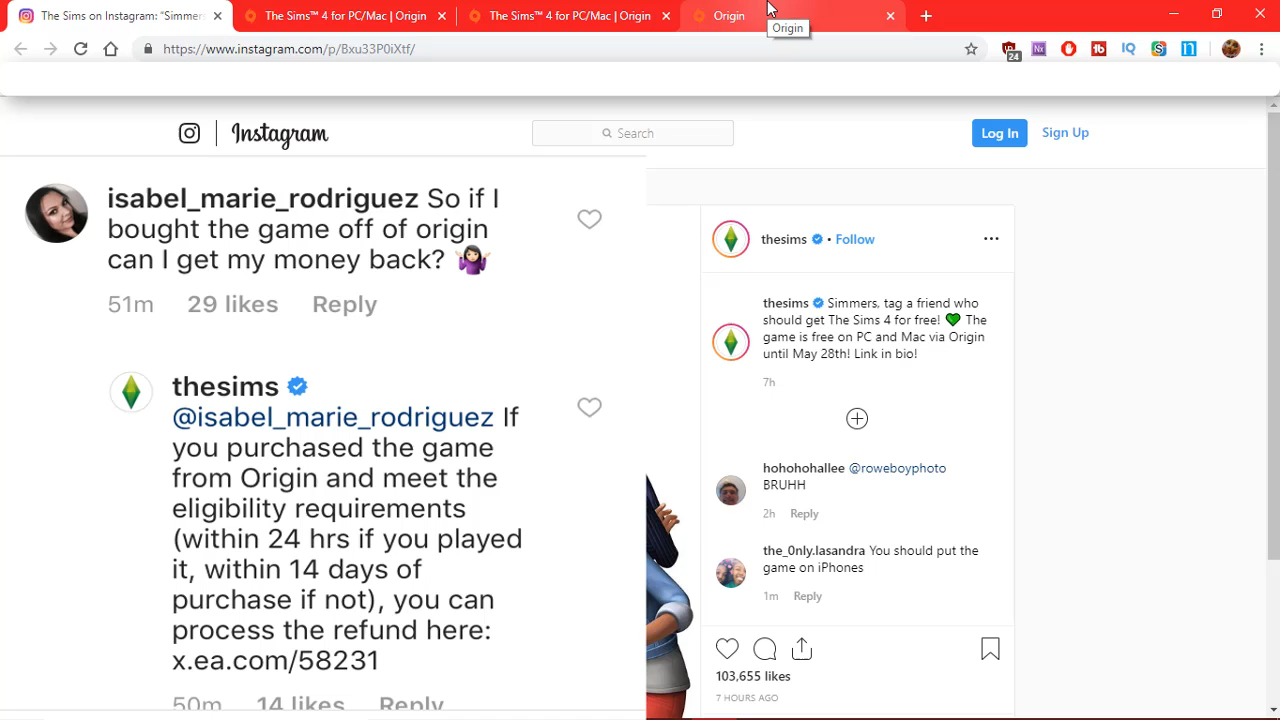 The Sims on Instagram: “Simmers
The Sims™ 4 for PC/Mac | Origin
The Sims™ 4 for PC/Mac | Origin
Origin
Origin
https://www.instagram.com/p/Bxu33P0iXtf/
24
Instagram
Search
Log In
Sign Up
isabel_marie_rodriguez So if I
bought the game off of origin
can I get my money back? 🤷🏻‍♀️
51m 29 likes Reply
thesims
@isabel_marie_rodriguez If
you purchased the game
from Origin and meet the
eligibility requirements
(within 24 hrs if you played
it, within 14 days of
purchase if not), you can
process the refund here:
x.ea.com/58231
50m 14 likes Reply
thesims • Follow
thesims Simmers, tag a friend who
should get The Sims 4 for free! 💚 The
game is free on PC and Mac via Origin
until May 28th! Link in bio!
7h
hohohohallee @roweboyphoto
BRUHH
2h Reply
the_0nly.lasandra You should put the
game on iPhones
1m Reply
103,655 likes
7 HOURS AGO